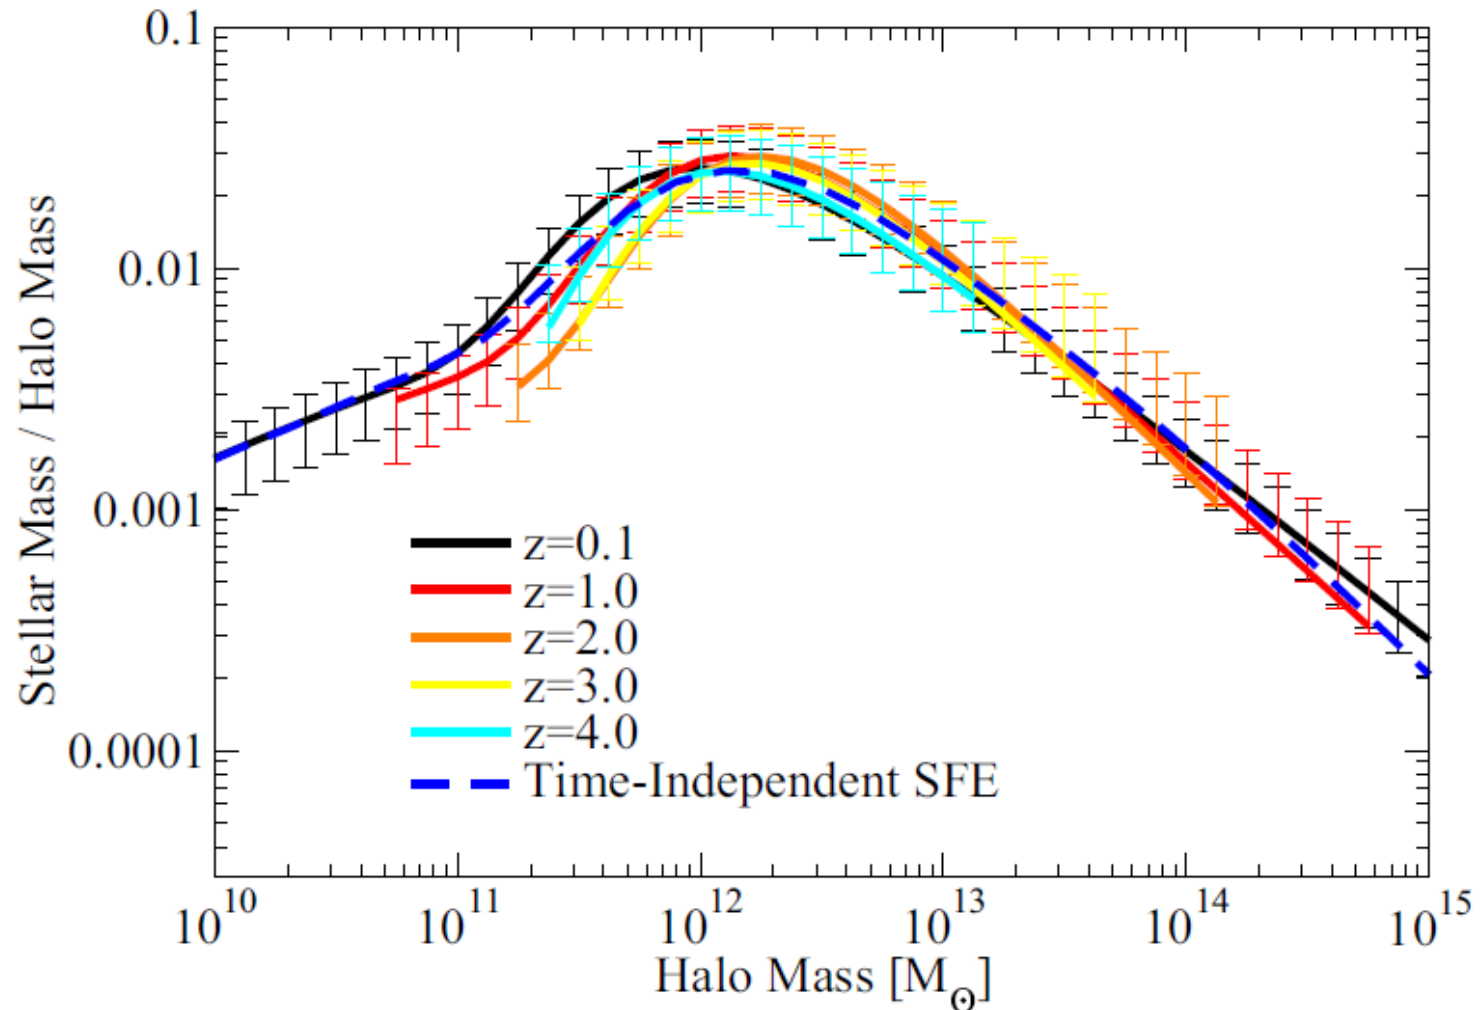 0.1
0.01
0.001
0.0001
Stellar Mass / Halo Mass
z=0.1
z=1.0
z=2.0
z=3.0
z=4.0
Time-Independent SFE
10^10 10^11 10^12 10^13 10^14 10^15
Halo Mass [M_⊙]